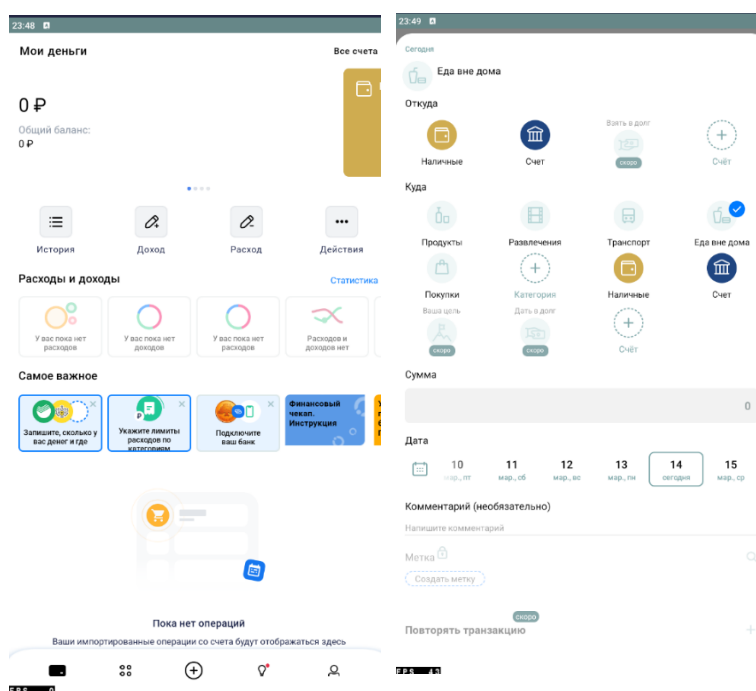 23:48
Мои деньги
Все счета
0 ₽
Общий баланс:
0 ₽
История
Доход
Расход
Действия
Расходы и доходы
Статистика
У вас пока нет
расходов
У вас пока нет
доходов
У вас пока нет
расходов
Расходов и
доходов нет
Самое важное
Запишите, сколько у
вас денег и где
Укажите лимиты
расходов по
категориям
Подключите
ваш банк
Финансовый
чекап.
Инструкция
Пока нет операций
Ваши импортированные операции со счета будут отображаться здесь
FPS 0
23:49
Сегодня
Еда вне дома
Откуда
Взять в долг
скоро
Наличные
Счет
Счёт
Куда
Продукты
Развлечения
Транспорт
Еда вне дома
Покупки
Категория
Наличные
Счет
Ваша цель
Дать в долг
скоро
скоро
Счёт
Сумма
0
Дата
10
мар., пт
11
мар., сб
12
мар., вс
13
мар., пн
14
сегодня
15
мар., ср
Комментарий (необязательно)
Напишите комментарий
Метка
Создать метку
скоро
Повторять транзакцию
FPS 43